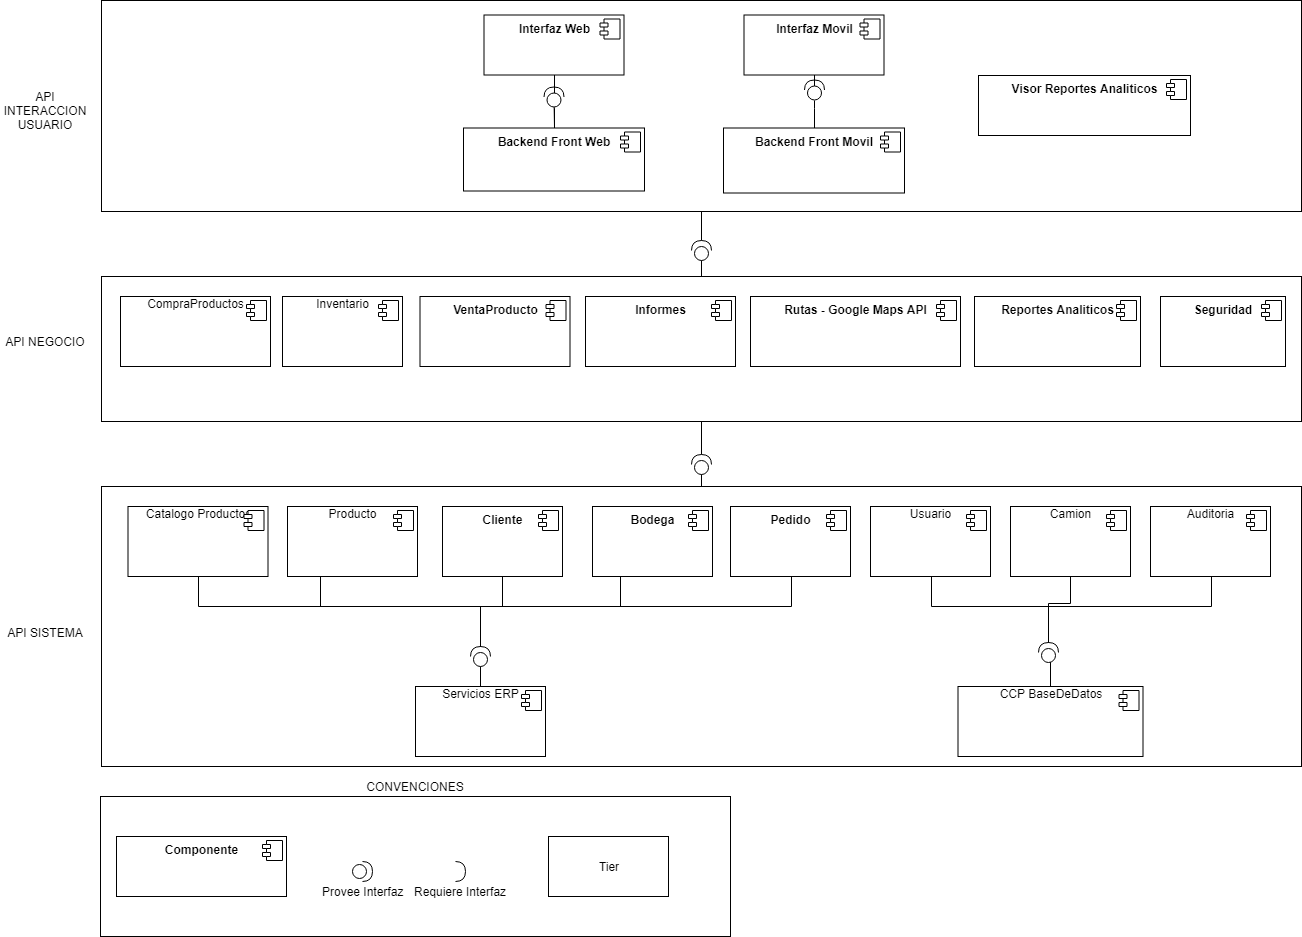 Interfaz Web
Interfaz Movil
API
INTERACCION
USUARIO
Visor Reportes Analiticos
Backend Front Web
Backend Front Movil
CompraProductos
Inventario
VentaProducto
Informes
Rutas - Google Maps API
Reportes Analiticos
Seguridad
API NEGOCIO
Catalogo Productos
Producto
Cliente
Bodega
Pedido
Usuario
Camion
Auditoria
API SISTEMA
Servicios ERP
CCP BaseDeDatos
CONVENCIONES
Componente
Provee Interfaz
Requiere Interfaz
Tier